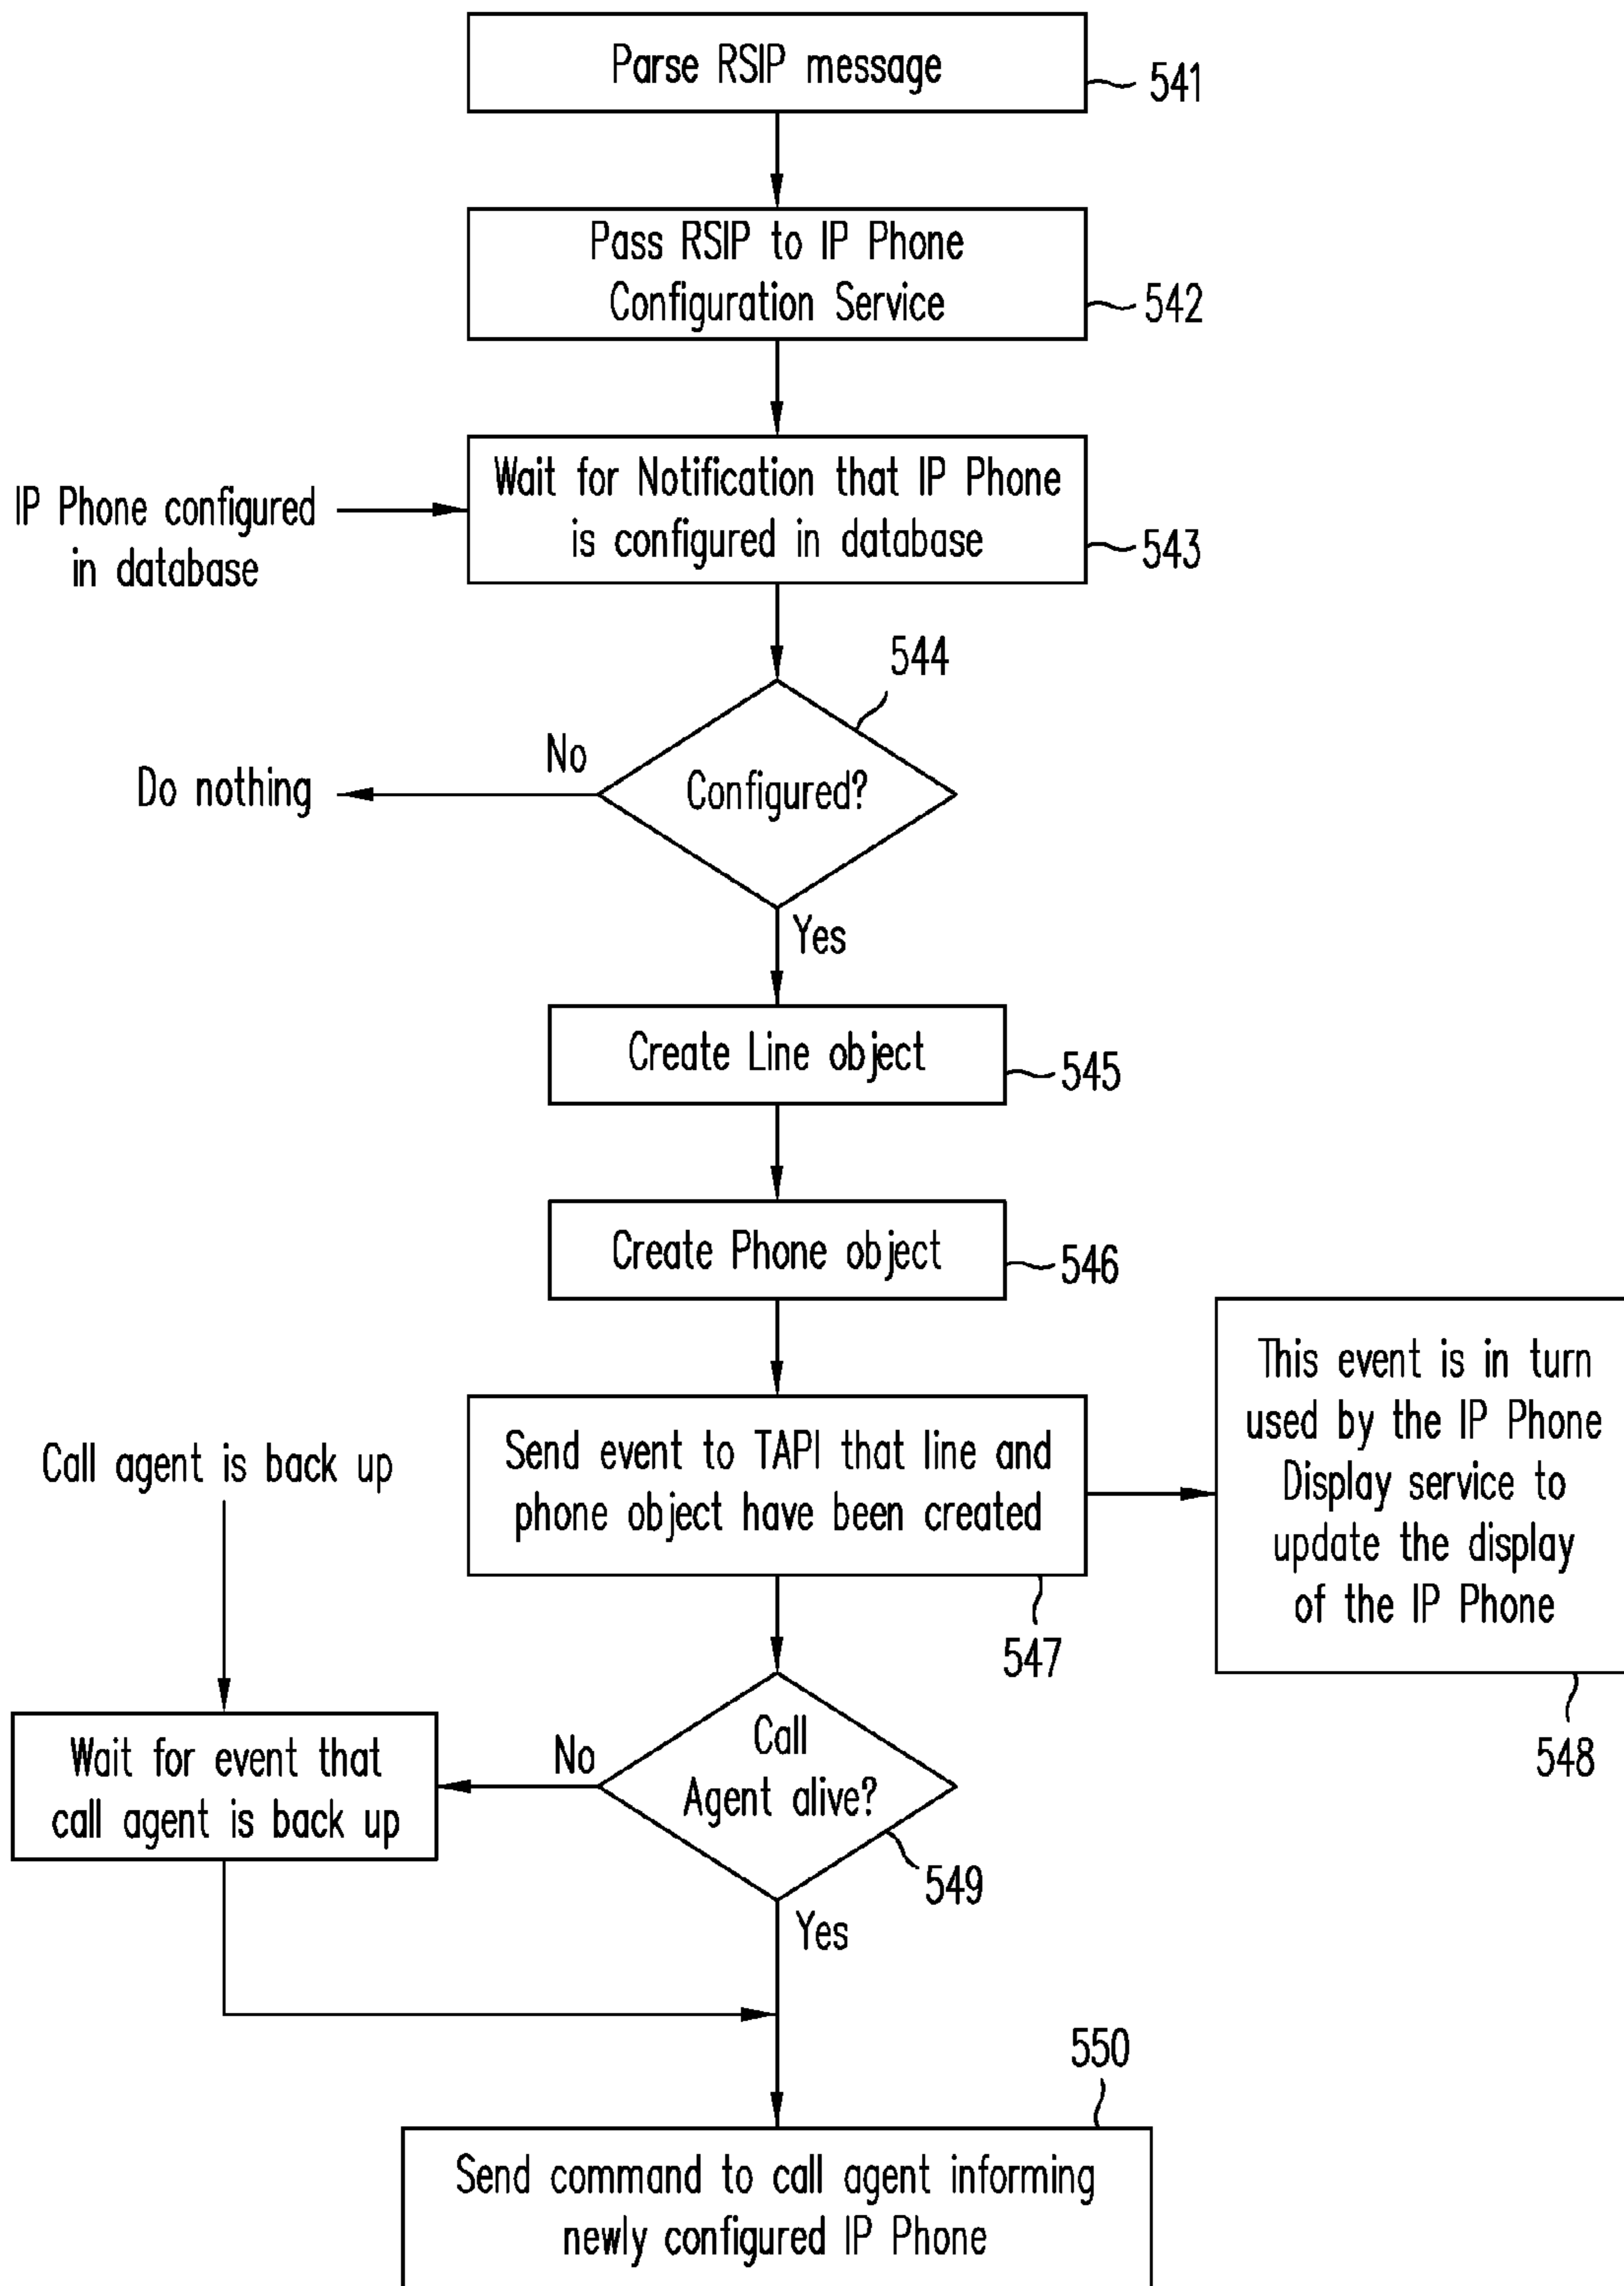 Parse RSIP message
541
Pass RSIP to IP Phone
Configuration Service
542
IP Phone configured
in database
Wait for Notification that IP Phone
is configured in database
543
544
Configured?
No
Do nothing
Yes
Create Line object
545
Create Phone object
546
Send event to TAPI that line and
phone object have been created
547
This event is in turn
used by the IP Phone
Display service to
update the display
of the IP Phone
548
Call agent is back up
Wait for event that
call agent is back up
No
Call
Agent alive?
549
Yes
550
Send command to call agent informing
newly configured IP Phone